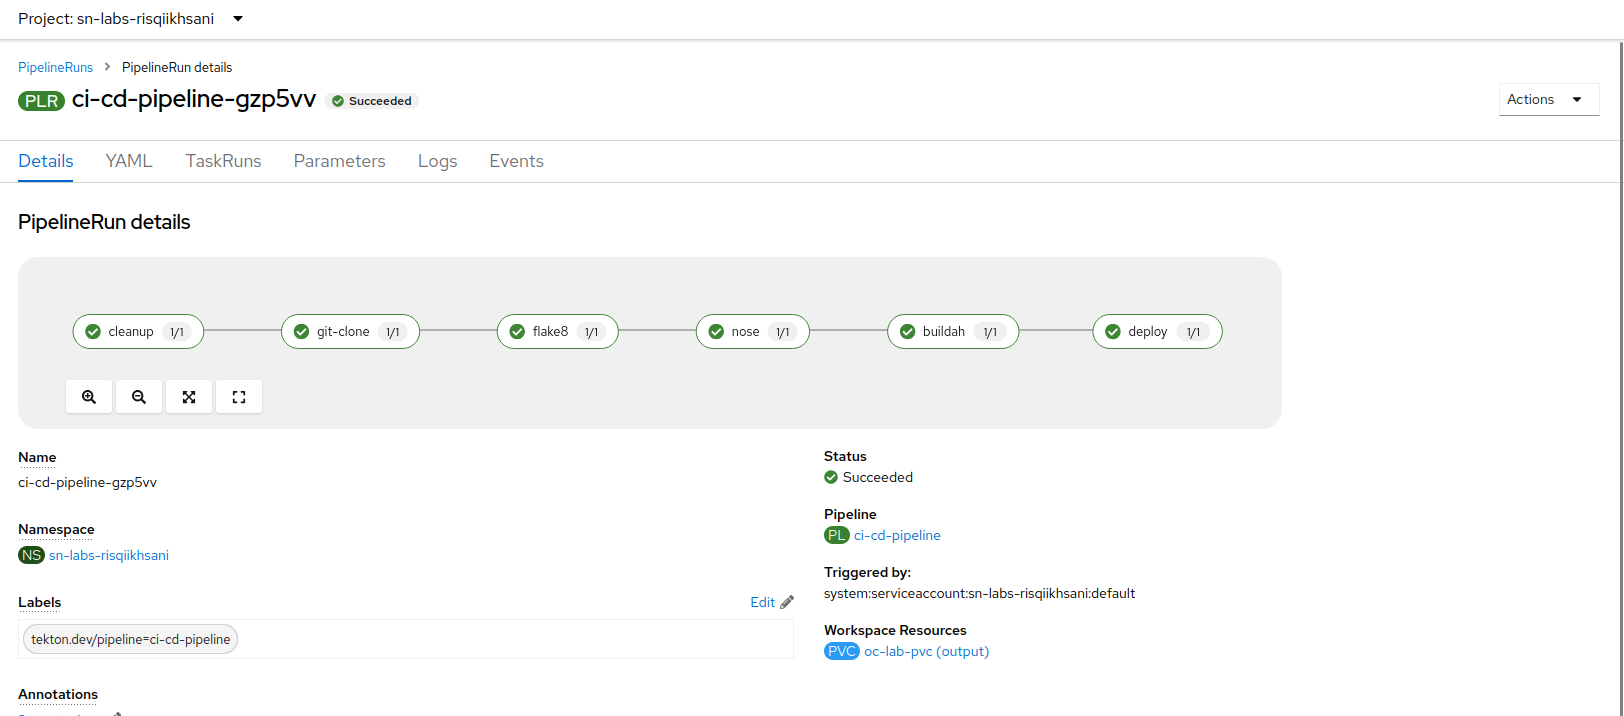 Project: sn-labs-risqiikhsani
PipelineRuns > PipelineRun details
PLR ci-cd-pipeline-gzp5vv Succeeded
Actions
Details YAML TaskRuns Parameters Logs Events
PipelineRun details
cleanup 1/1 git-clone 1/1 flake8 1/1 nose 1/1 buildah 1/1 deploy 1/1
Name
ci-cd-pipeline-gzp5vv
Namespace
NS sn-labs-risqiikhsani
Labels Edit
tekton.dev/pipeline=ci-cd-pipeline
Annotations
Status
Succeeded
Pipeline
PL ci-cd-pipeline
Triggered by:
system:serviceaccount:sn-labs-risqiikhsani:default
Workspace Resources
PVC oc-lab-pvc (output)